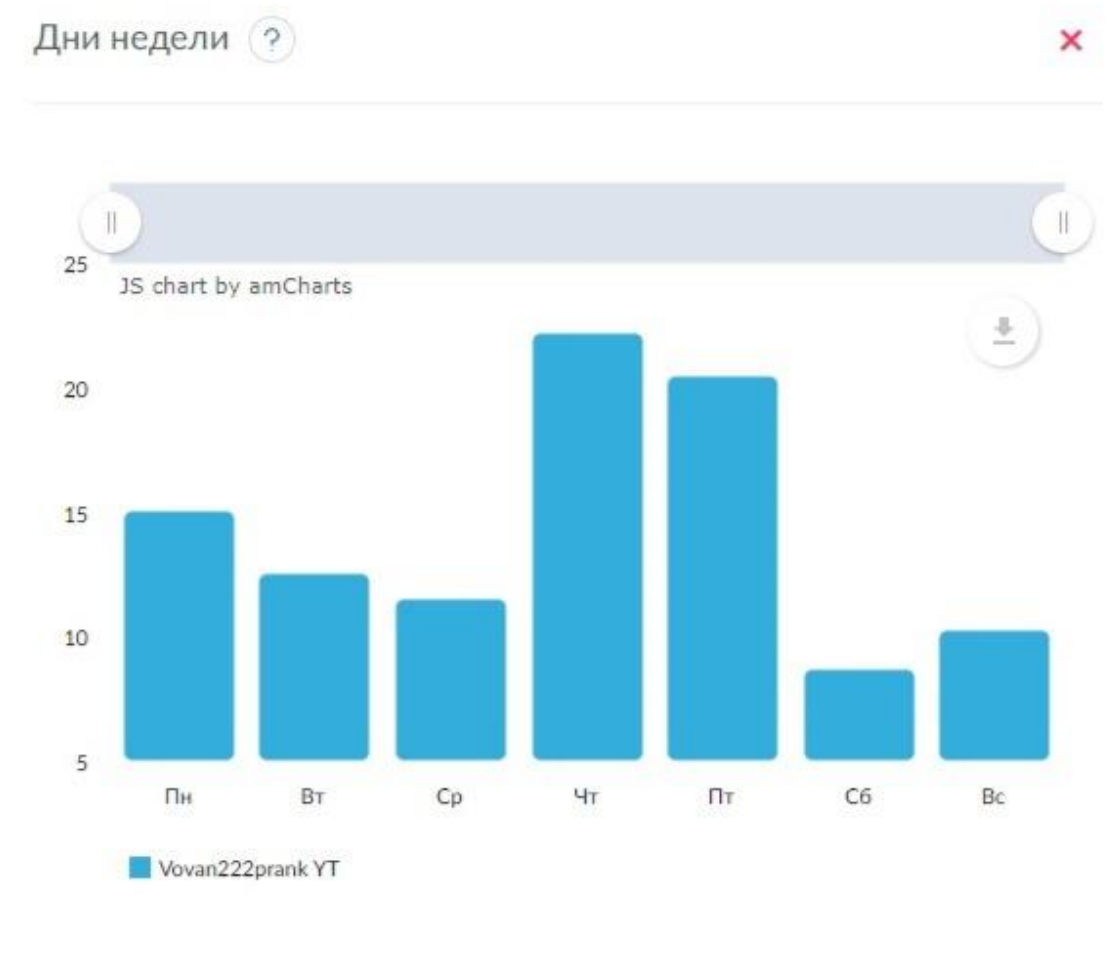 Дни недели ?
25
JS chart by amCharts
20
15
10
5
Пн Вт Ср Чт Пт Сб Вс
Vovan222prank YT